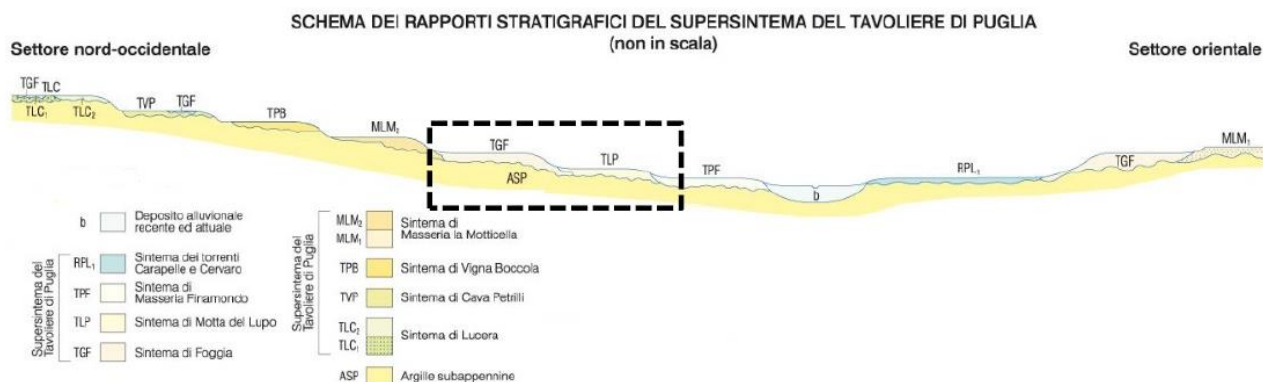 SCHEMA DEI RAPPORTI STRATIGRAFICI DEL SUPERSINTEMA DEL TAVOLIERE DI PUGLIA
(non in scala)
Settore nord-occidentale
Settore orientale
TGF TLC
TLC₁ TLC₂
TVP TGF
TPB
MLM₂
TGF
ASP
TLP
TPF
b
RPL₁
TGF
MLM₁
b Deposito alluvionale
recente ed attuale
Supersintema del
Tavoliere di Puglia
RPL₁ Sintema dei torrenti
Carapelle e Cervaro
TPF Sintema di
Masseria Finamondo
TLP Sintema di Motta del Lupo
TGF Sintema di Foggia
Supersintema del
Tavoliere di Puglia
MLM₂ Sintema di
MLM₁ Masseria la Motticella
TPB Sintema di Vigna Boccola
TVP Sintema di Cava Petrilli
TLC₂
TLC₁
Sintema di Lucera
ASP Argille subappennine